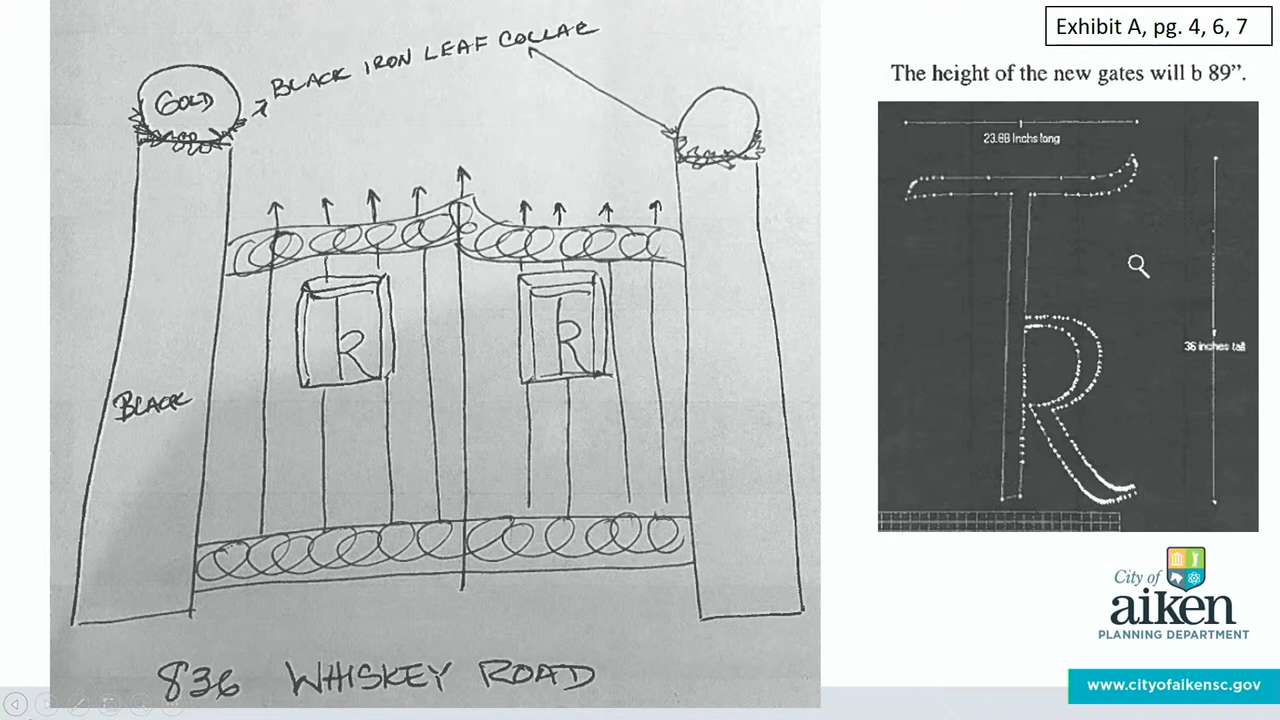 Exhibit A, pg. 4, 6, 7
BLACK IRON LEAF COLLAR
GOLD
The height of the new gates will b 89”.
23.88 Inchs long
36 inches tall
R
R
BLACK
836 WHISKEY ROAD
City of
aiken
PLANNING DEPARTMENT
www.cityofaikensc.gov